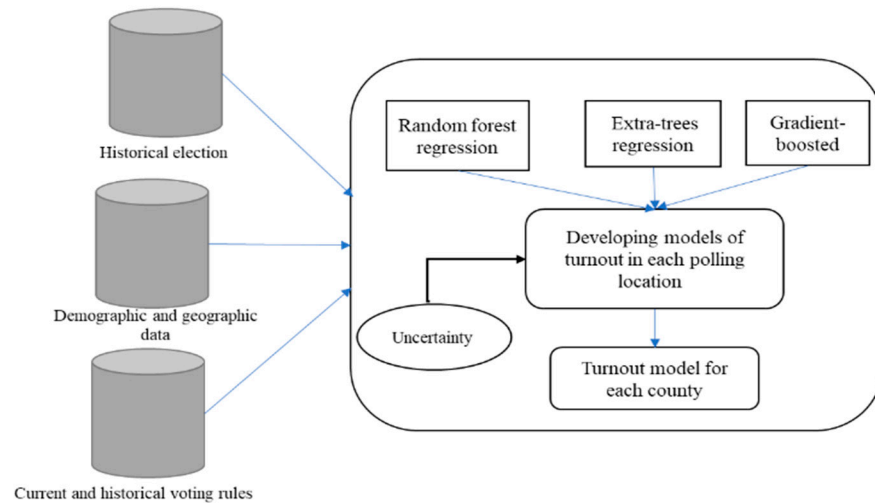 Historical election
Demographic and geographic
data
Current and historical voting rules
Random forest
regression
Extra-trees
regression
Gradient-
boosted
Developing models of
turnout in each polling
location
Uncertainty
Turnout model for
each county